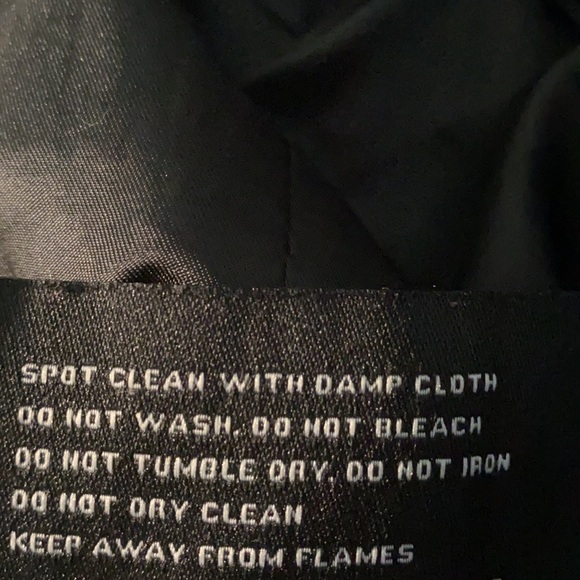 SPOT CLEAN WITH DAMP CLOTH
DO NOT WASH, DO NOT BLEACH
DO NOT TUMBLE DRY, DO NOT IRON
DO NOT DRY CLEAN
KEEP AWAY FROM FLAMES